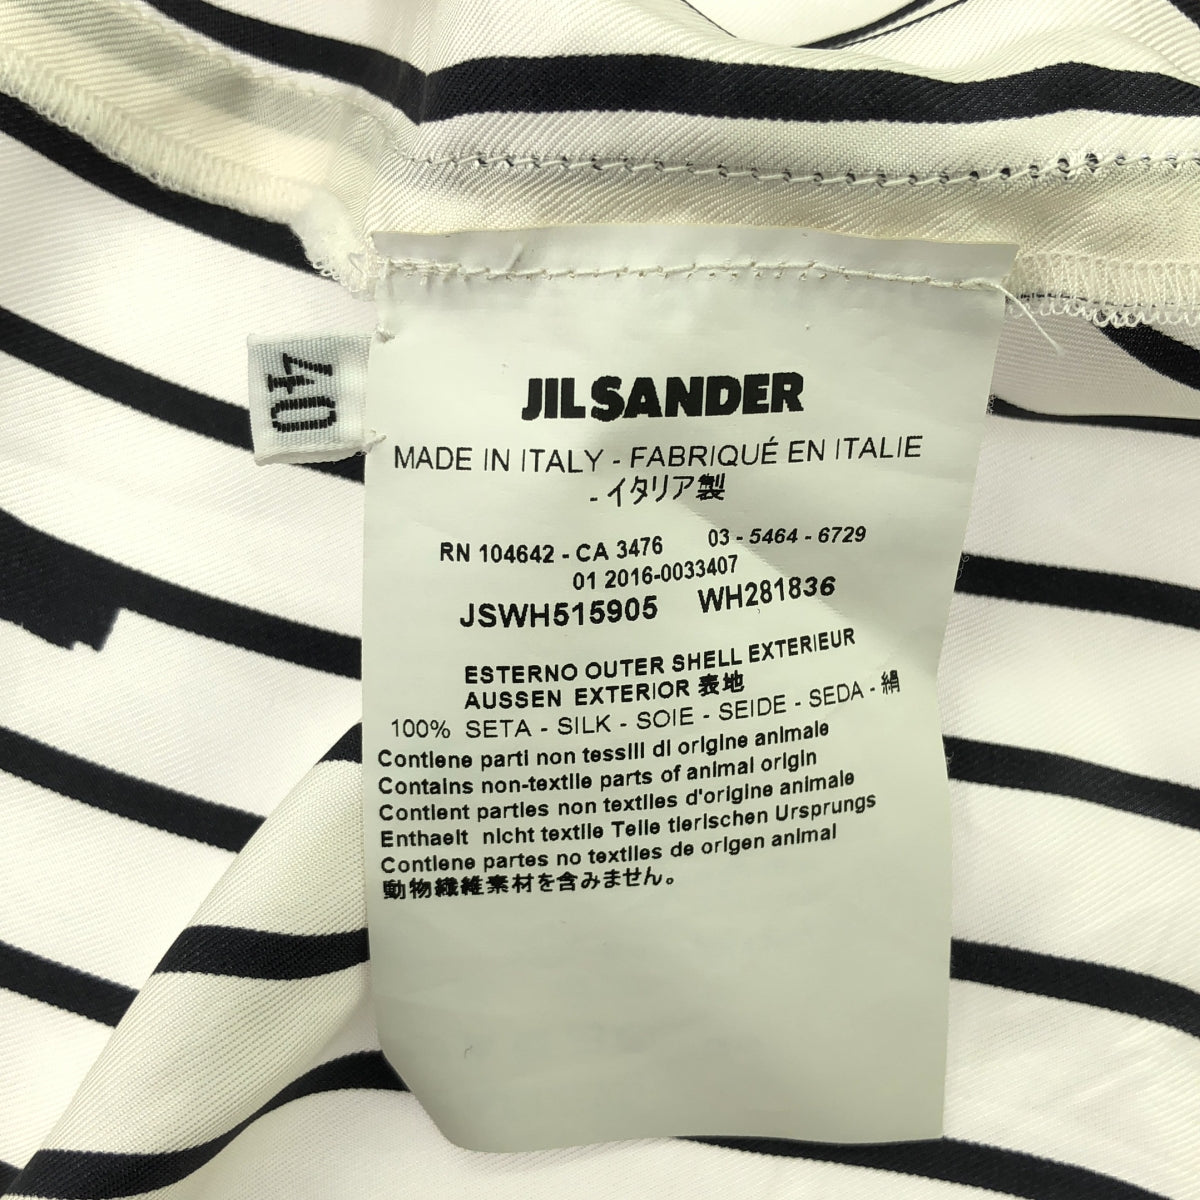 40
JIL SANDER
MADE IN ITALY - FABRIQUÉ EN ITALIE
- イタリア製
RN 104642 - CA 3476 03 - 5464 - 6729
01 2016-0033407
JSWH515905 WH281836
ESTERNO OUTER SHELL EXTERIEUR
AUSSEN EXTERIOR 表地
100% SETA - SILK - SOIE - SEIDE - SEDA - 絹
Contiene parti non tessili di origine animale
Contains non-textile parts of animal origin
Contient parties non textiles d'origine animale
Enthaelt nicht textile Teile tierischen Ursprungs
Contiene partes no textiles de origen animal
動物繊維素材を含みません。